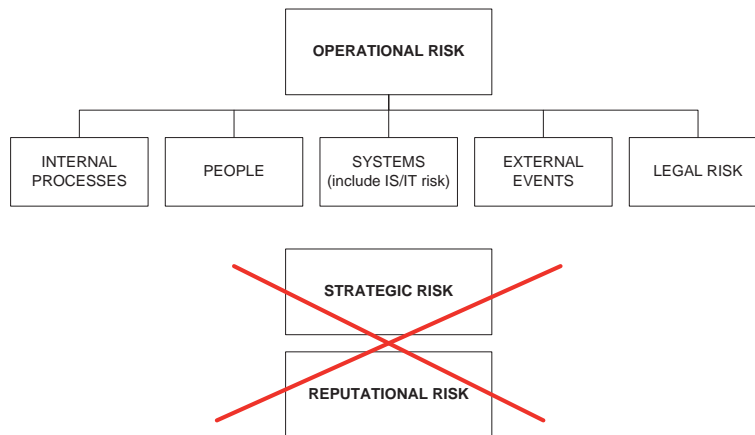 OPERATIONAL RISK
INTERNAL
PROCESSES
PEOPLE
SYSTEMS
(include IS/IT risk)
EXTERNAL
EVENTS
LEGAL RISK
STRATEGIC RISK
REPUTATIONAL RISK